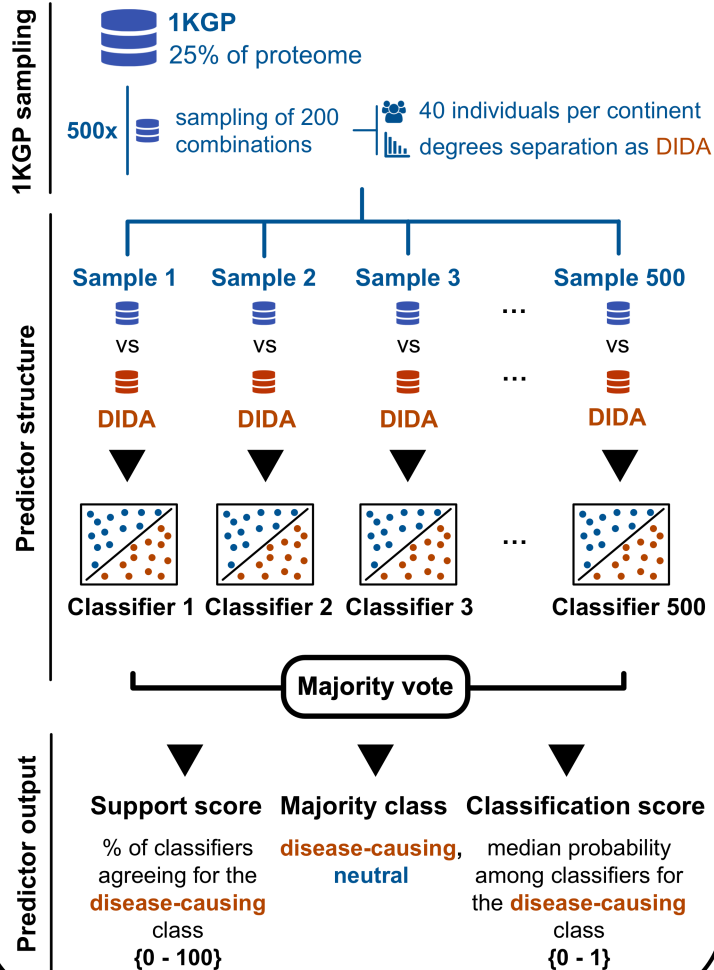 1KGP sampling
1KGP
25% of proteome
500x
sampling of 200
combinations
40 individuals per continent
degrees separation as DIDA
Predictor structure
Sample 1 Sample 2 Sample 3 Sample 500
...
vs vs vs vs
...
DIDA DIDA DIDA DIDA
...
Classifier 1 Classifier 2 Classifier 3 Classifier 500
Majority vote
Predictor output
Support score
% of classifiers
agreeing for the
disease-causing
class
{0 - 100}
Majority class
disease-causing,
neutral
Classification score
median probability
among classifiers for
the disease-causing
class
{0 - 1}